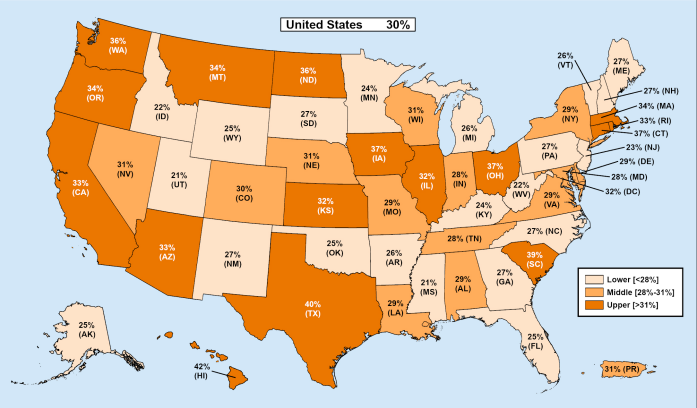 United States 30%
36%
(WA)
34%
(OR)
33%
(CA)
31%
(NV)
22%
(ID)
34%
(MT)
25%
(WY)
21%
(UT)
33%
(AZ)
30%
(CO)
27%
(NM)
36%
(ND)
27%
(SD)
31%
(NE)
32%
(KS)
25%
(OK)
40%
(TX)
24%
(MN)
37%
(IA)
29%
(MO)
26%
(AR)
29%
(LA)
31%
(WI)
32%
(IL)
26%
(MI)
28%
(IN)
37%
(OH)
24%
(KY)
28% (TN)
21%
(MS)
29%
(AL)
27%
(GA)
25%
(FL)
39%
(SC)
27% (NC)
29%
(VA)
22%
(WV)
27%
(PA)
29%
(NY)
26%
(VT)
27%
(ME)
27% (NH)
34% (MA)
33% (RI)
37% (CT)
23% (NJ)
29% (DE)
28% (MD)
32% (DC)
25%
(AK)
42%
(HI)
31% (PR)
Lower [<28%]
Middle [28%-31%]
Upper [>31%]